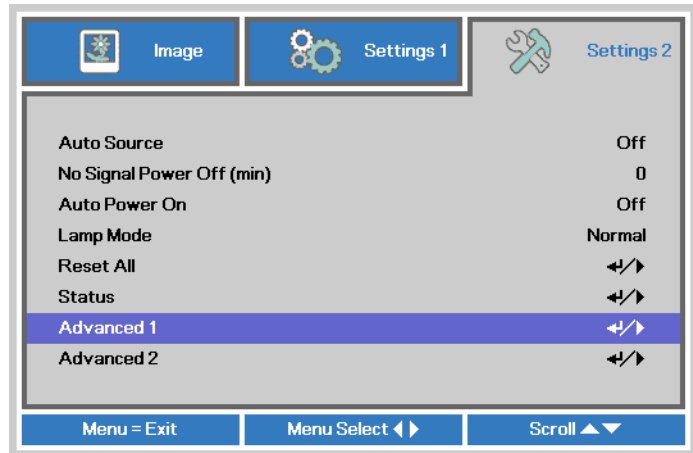 Image Settings 1 Settings 2
Auto Source Off
No Signal Power Off (min) 0
Auto Power On Off
Lamp Mode Normal
Reset All ↵/▶
Status ↵/▶
Advanced 1 ↵/▶
Advanced 2 ↵/▶
Menu = Exit Menu Select ◀▶ Scroll ▲▼